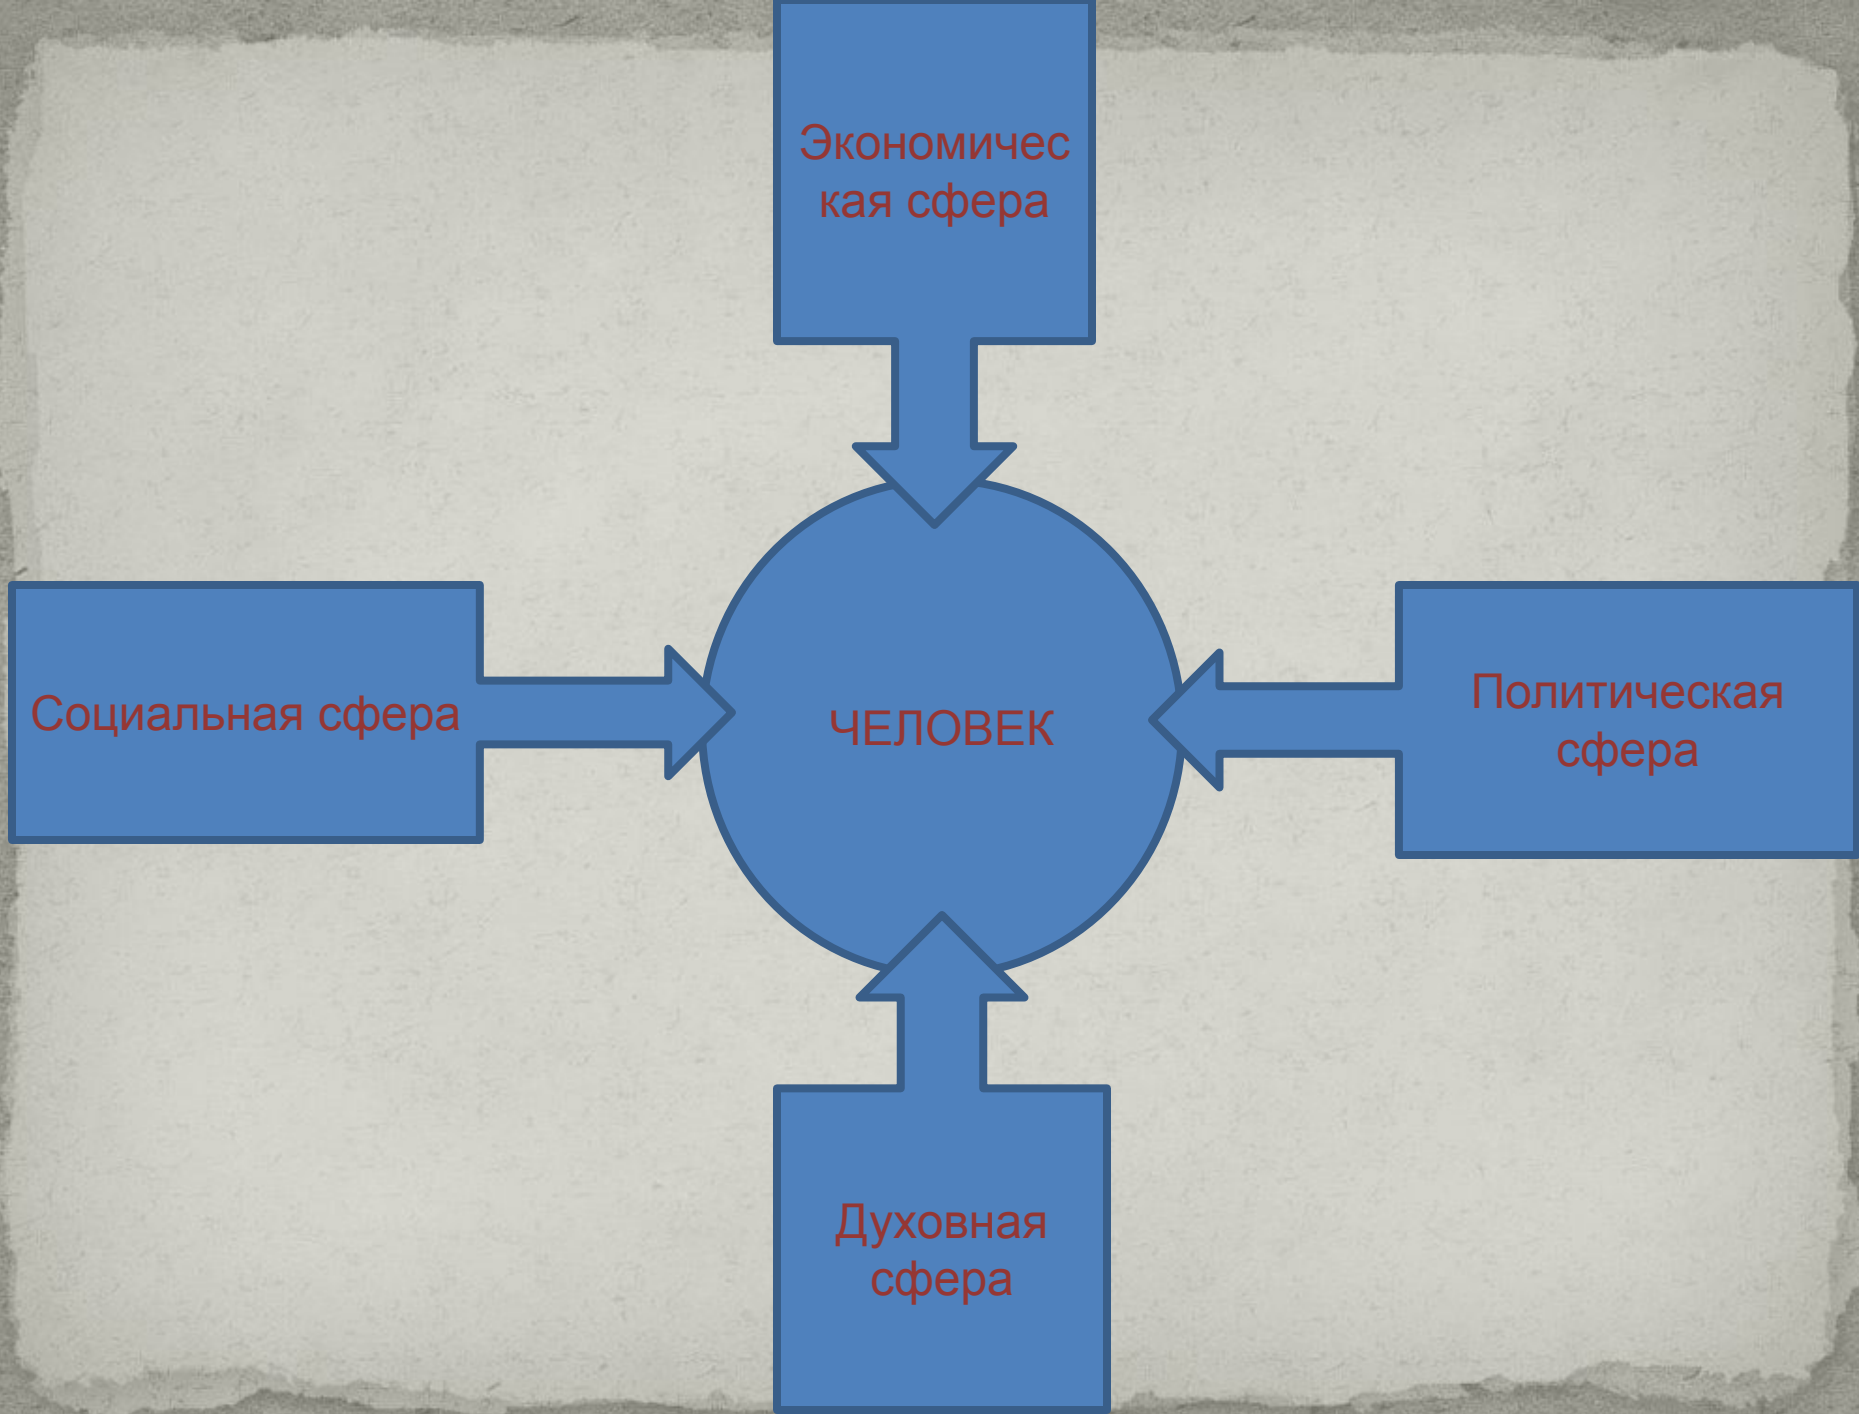 Экономичес
кая сфера
Социальная сфера
ЧЕЛОВЕК
Политическая
сфера
Духовная
сфера